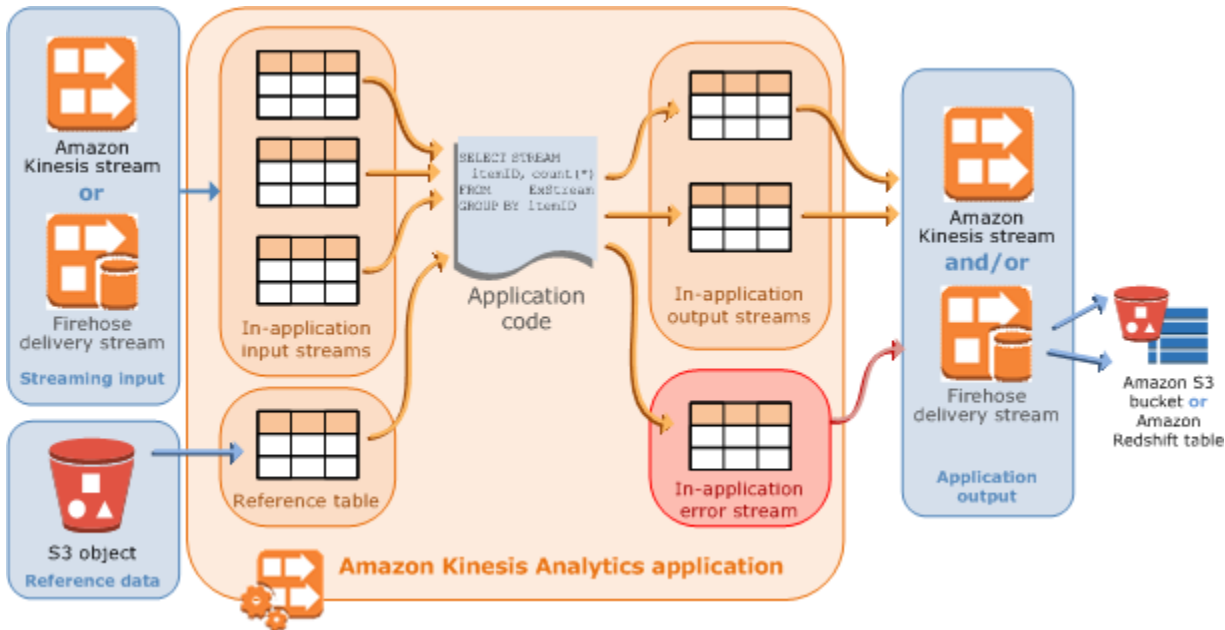 Amazon
Kinesis stream
or
Firehose
delivery stream
Streaming input
S3 object
Reference data
In-application
input streams
Reference table
SELECT STREAM
itemID, count(*)
FROM ExStream
GROUP BY itemID
Application
code
In-application
output streams
In-application
error stream
Amazon Kinesis Analytics application
Amazon
Kinesis stream
and/or
Firehose
delivery stream
Application
output
Amazon S3
bucket or
Amazon
Redshift table